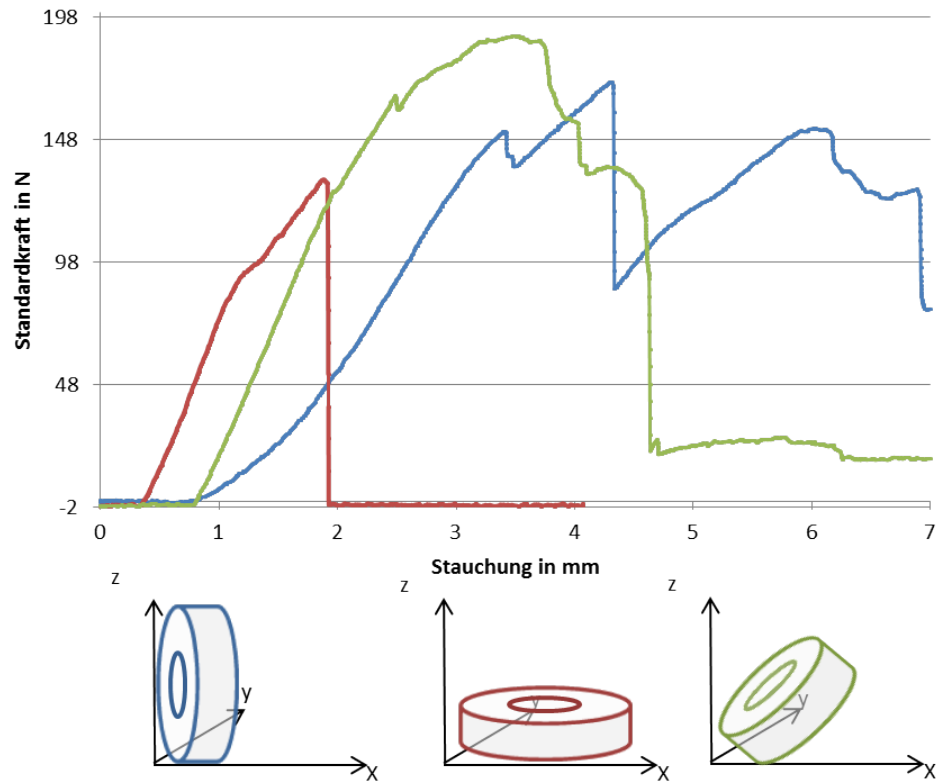 198
148
98
48
-2
Standardkraft in N
0 1 2 3 4 5 6 7
Stauchung in mm
z z z
y y y
X X X